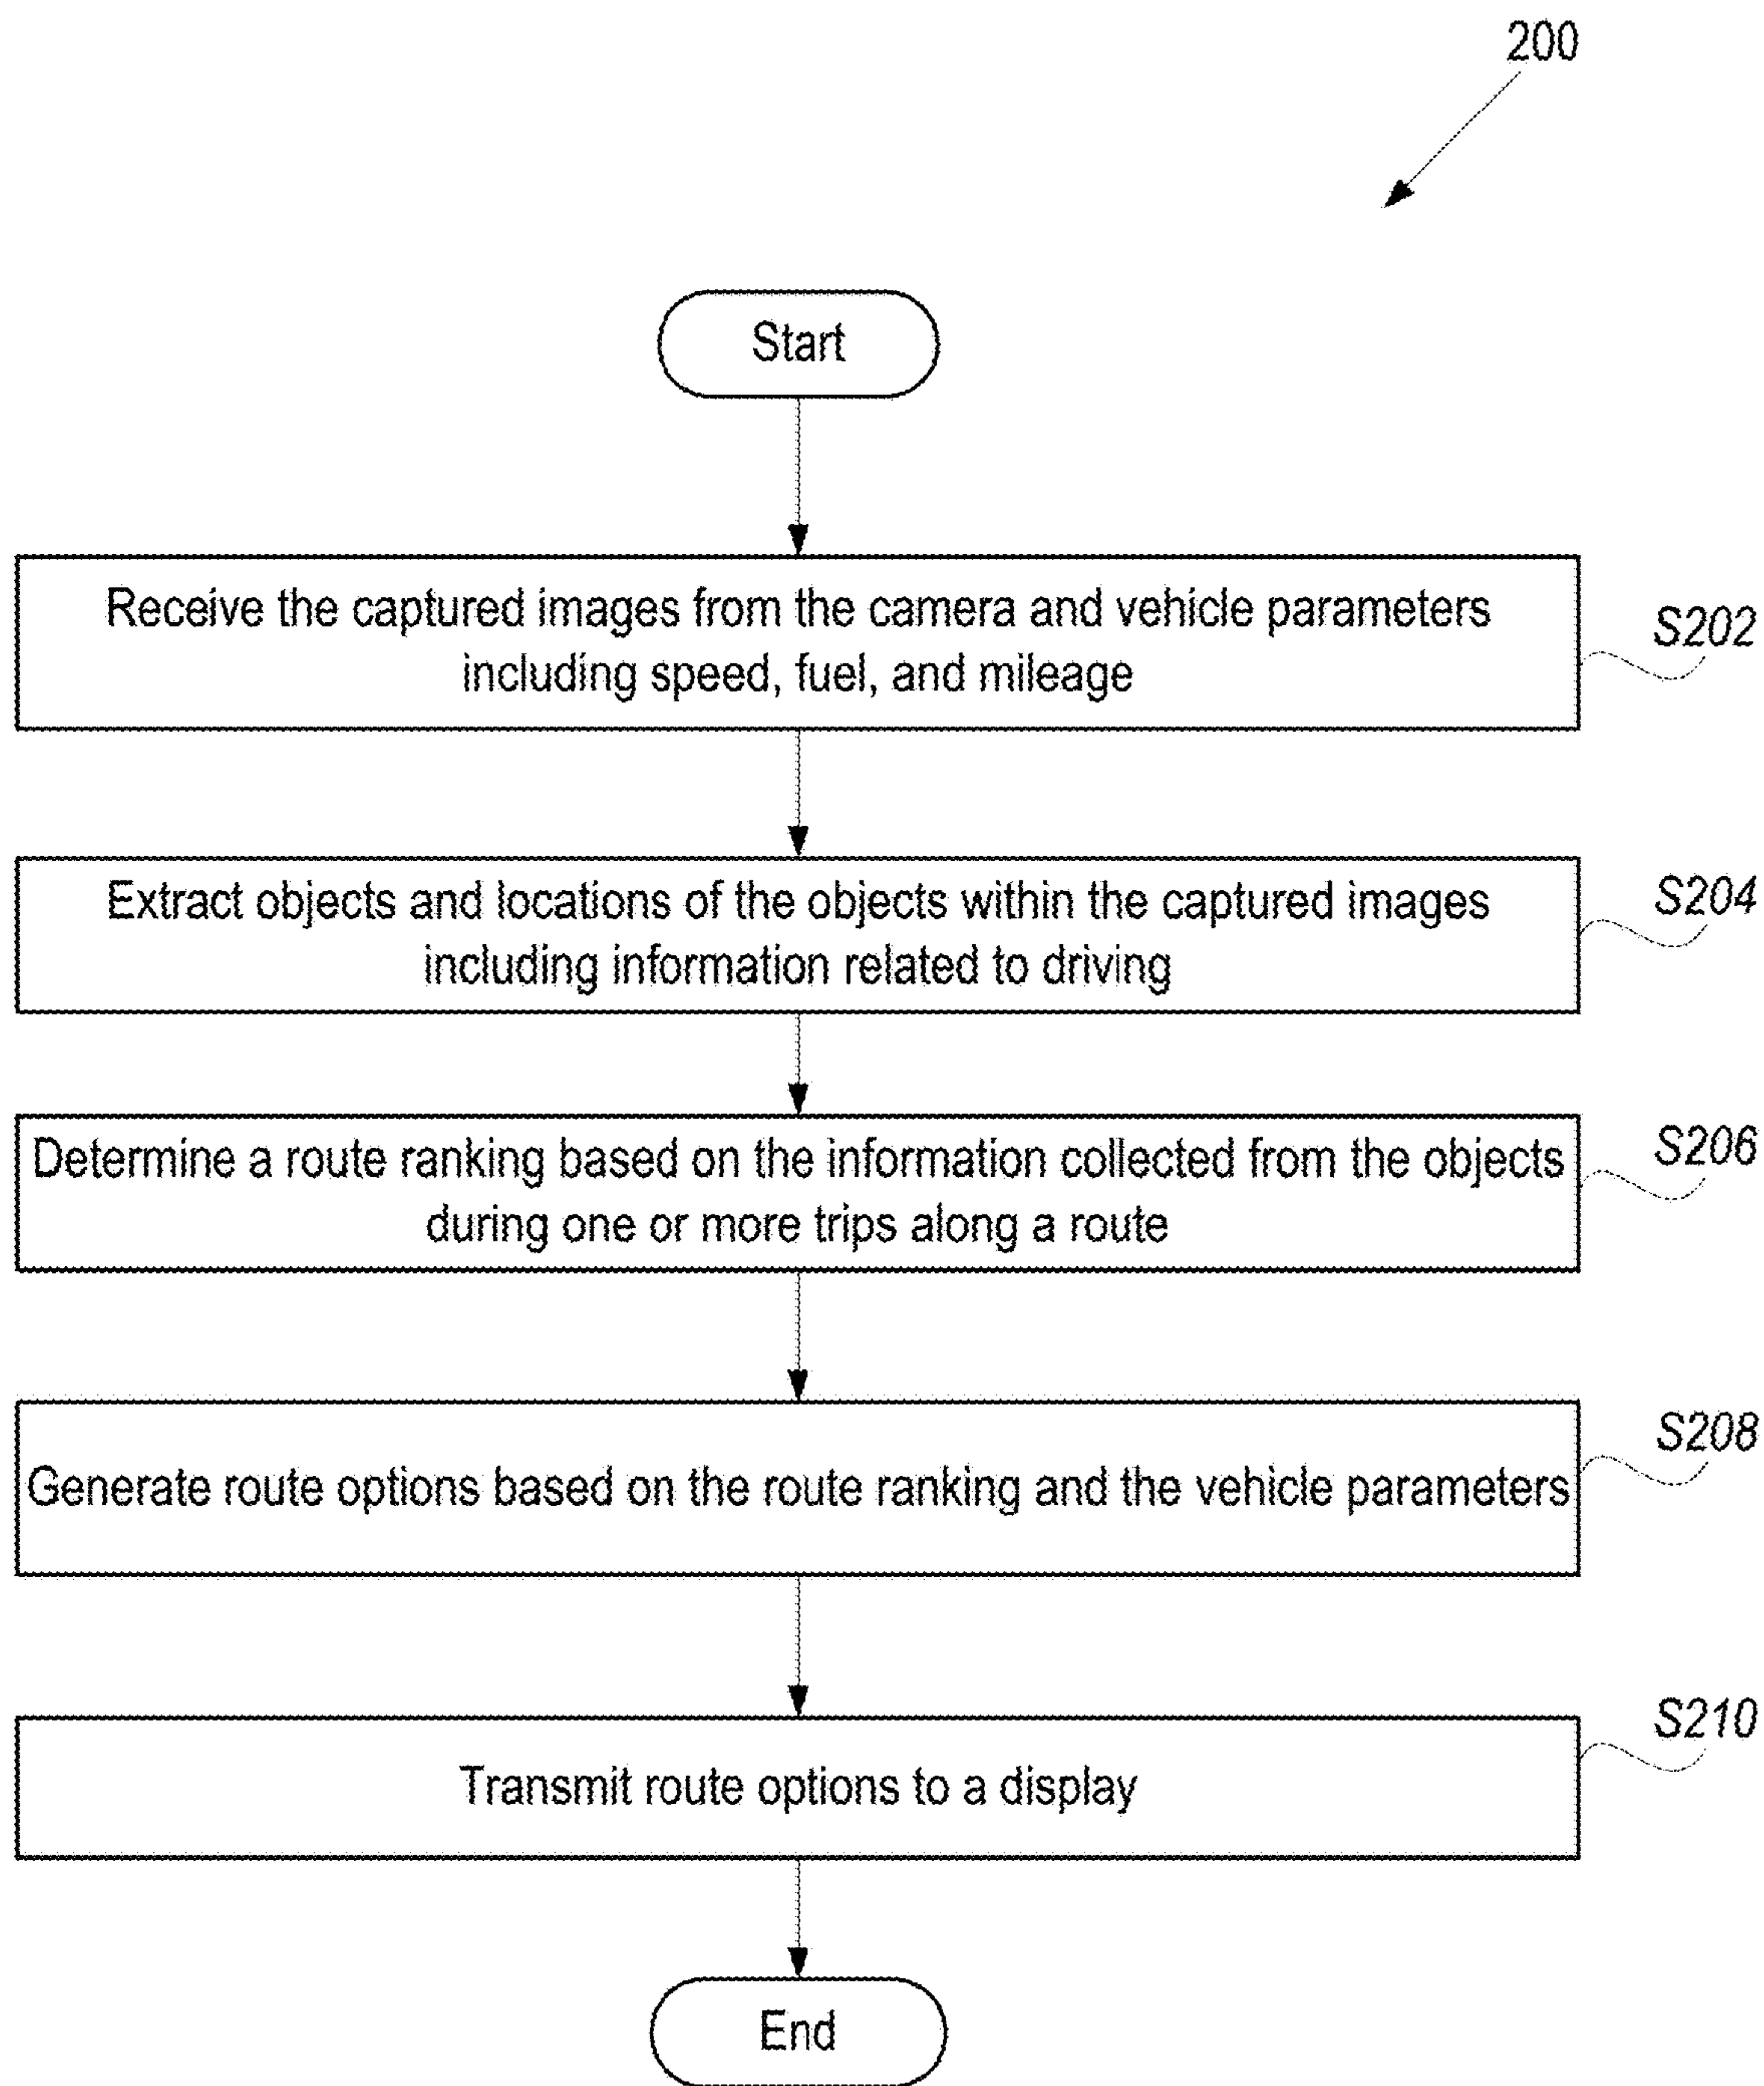 200
Start
Receive the captured images from the camera and vehicle parameters
including speed, fuel, and mileage
S202
Extract objects and locations of the objects within the captured images
including information related to driving
S204
Determine a route ranking based on the information collected from the objects
during one or more trips along a route
S206
Generate route options based on the route ranking and the vehicle parameters
S208
Transmit route options to a display
S210
End